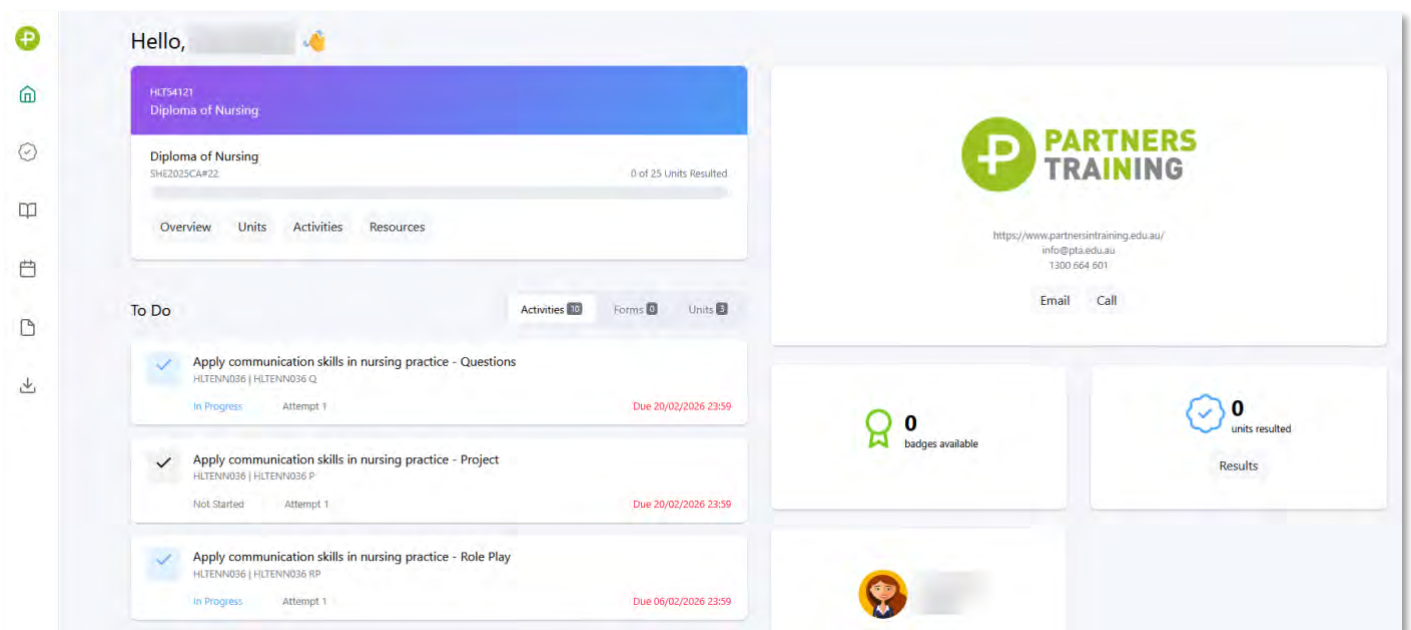 Hello,
HLT54121
Diploma of Nursing
Diploma of Nursing
SHE2025CA#22
0 of 25 Units Resulted
Overview Units Activities Resources
To Do
Activities 10 Forms 0 Units 3
Apply communication skills in nursing practice - Questions
HLTENN036 | HLTENN036 Q
In Progress Attempt 1 Due 20/02/2026 23:59
Apply communication skills in nursing practice - Project
HLTENN036 | HLTENN036 P
Not Started Attempt 1 Due 20/02/2026 23:59
Apply communication skills in nursing practice - Role Play
HLTENN036 | HLTENN036 RP
In Progress Attempt 1 Due 06/02/2026 23:59
PARTNERS
TRAINING
https://www.partnersintraining.edu.au/
info@pta.edu.au
1300 664 601
Email Call
0
badges available
0
units resulted
Results